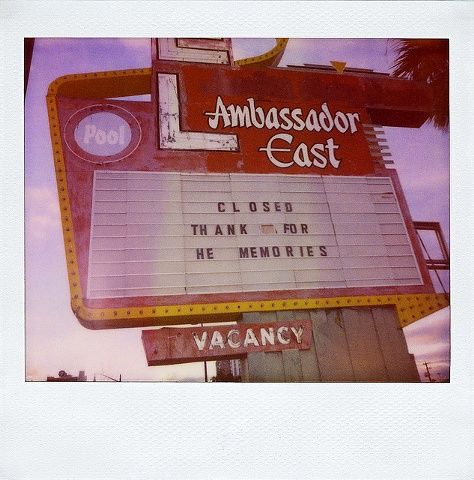 Pool
Ambassador
East
CLOSED
THANK FOR
HE MEMORIES
VACANCY